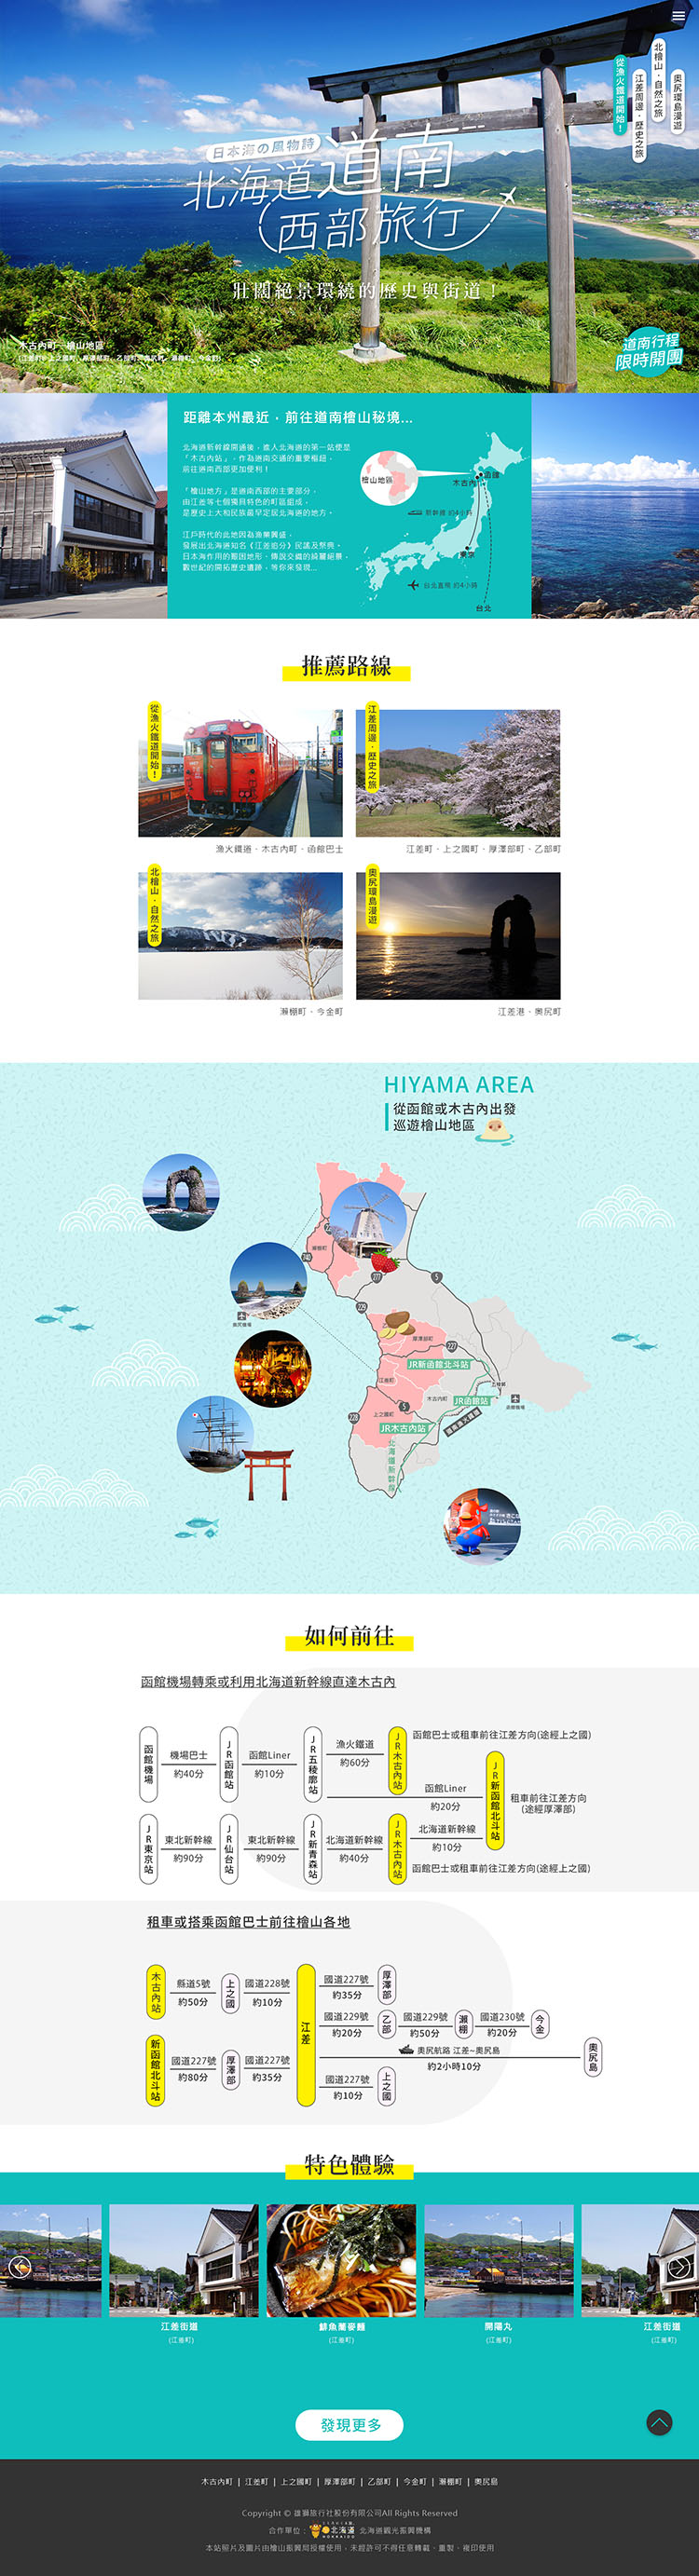 奧尻環島漫遊
北檜山・自然之旅
江差周邊・歷史之旅
從漁火鐵道開始!
日本海の風物詩
北海道道南
西部旅行
壯闊絕景環繞的歷史與街道!
木古內町・檜山地區
道南行程
限時開團
距離本州最近,前往道南檜山秘境...
北海道新幹線開通後,進入北海道的第一站便是
「木古內站」,作為道南交通的重要樞紐,
前往道南西部更加便利!
「檜山地方」是道南西部的主要部分,
由江差等七個獨具特色的町區組成,
是歷史上大和民族最早定居北海道的地方。
江戶時代的此地因為漁業興盛,
發展出北海道知名《江差追分》民謠及祭典。
日本海作用的離因地形、傳說交織的綺麗絕景,
數世紀的開拓歷史遺跡,等你來發現...
檜山地區
函館
木古內
新幹線 約4小時
東京
台北直飛 約4小時
台北
推薦路線
從漁火鐵道開始!
漁火鐵道、木古內町、函館巴士
江差周邊・歷史之旅
江差町、上之國町、厚澤部町、乙部町
北檜山・自然之旅
瀨棚町、今金町
奧尻環島漫遊
江差港、奧尻町
HIYAMA AREA
從函館或木古內出發
巡遊檜山地區
瀨棚町
277
5
229
厚澤部町
227
JR新函館北斗站
江差町
木古內町
JR函館站
上之國町
5
228
JR木古內站
北海道新幹線
如何前往
函館機場轉乘或利用北海道新幹線直達木古內
函館機場
機場巴士
約40分
JR函館站
函館Liner
約10分
JR五稜廓站
漁火鐵道
約60分
JR木古內站
函館巴士或租車前往江差方向(途經上之國)
函館Liner
約20分
JR新函館北斗站
租車前往江差方向
(途經厚澤部)
JR東京站
東北新幹線
約90分
JR仙台站
東北新幹線
約90分
JR新青森站
北海道新幹線
約40分
JR木古內站
北海道新幹線
約10分
函館巴士或租車前往江差方向(途經上之國)
租車或搭乘函館巴士前往檜山各地
木古內站
縣道5號
約50分
上之國
國道228號
約10分
江差
國道227號
約35分
厚澤部
國道229號
約20分
乙部
國道229號
約50分
瀨棚
國道230號
約20分
今金
新函館北斗站
國道227號
約80分
厚澤部
國道227號
約35分
奧尻航路 江差~奧尻島
約2小時10分
奧尻島
國道227號
約10分
上之國
特色體驗
江差街道
(江差町)
鯡魚蕎麥麵
(江差町)
開陽丸
(江差町)
江差街道
(江差町)
發現更多
木古內町 | 江差町 | 上之國町 | 厚澤部町 | 乙部町 | 今金町 | 瀨棚町 | 奧尻島
Copyright © 雄獅旅行社股份有限公司All Rights Reserved
合作單位: 北海道 HOKKAIDO 北海道觀光振興機構
本站照片及圖片由檜山振興局授權使用,未經許可不得任意轉載、重製、複印使用